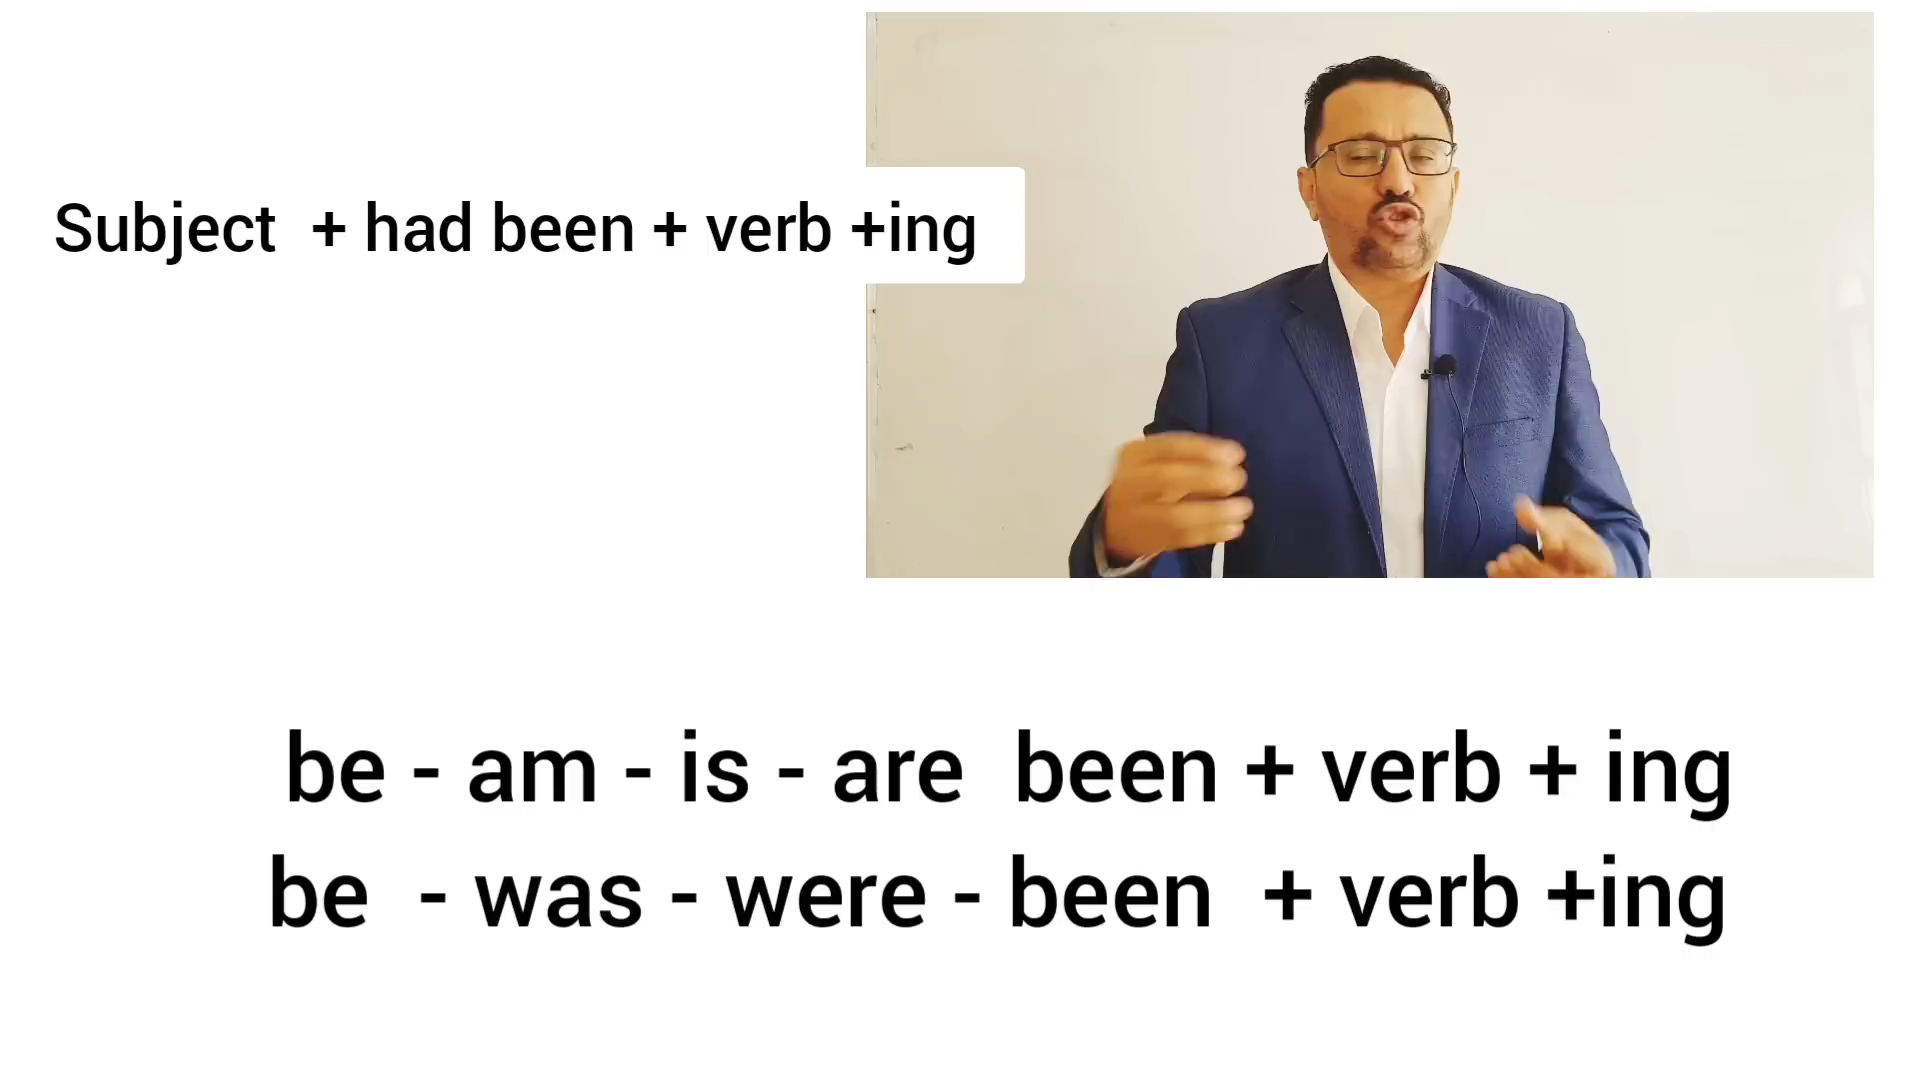 Subject + had been + verb +ing
be - am - is - are been + verb + ing
be - was - were - been + verb +ing